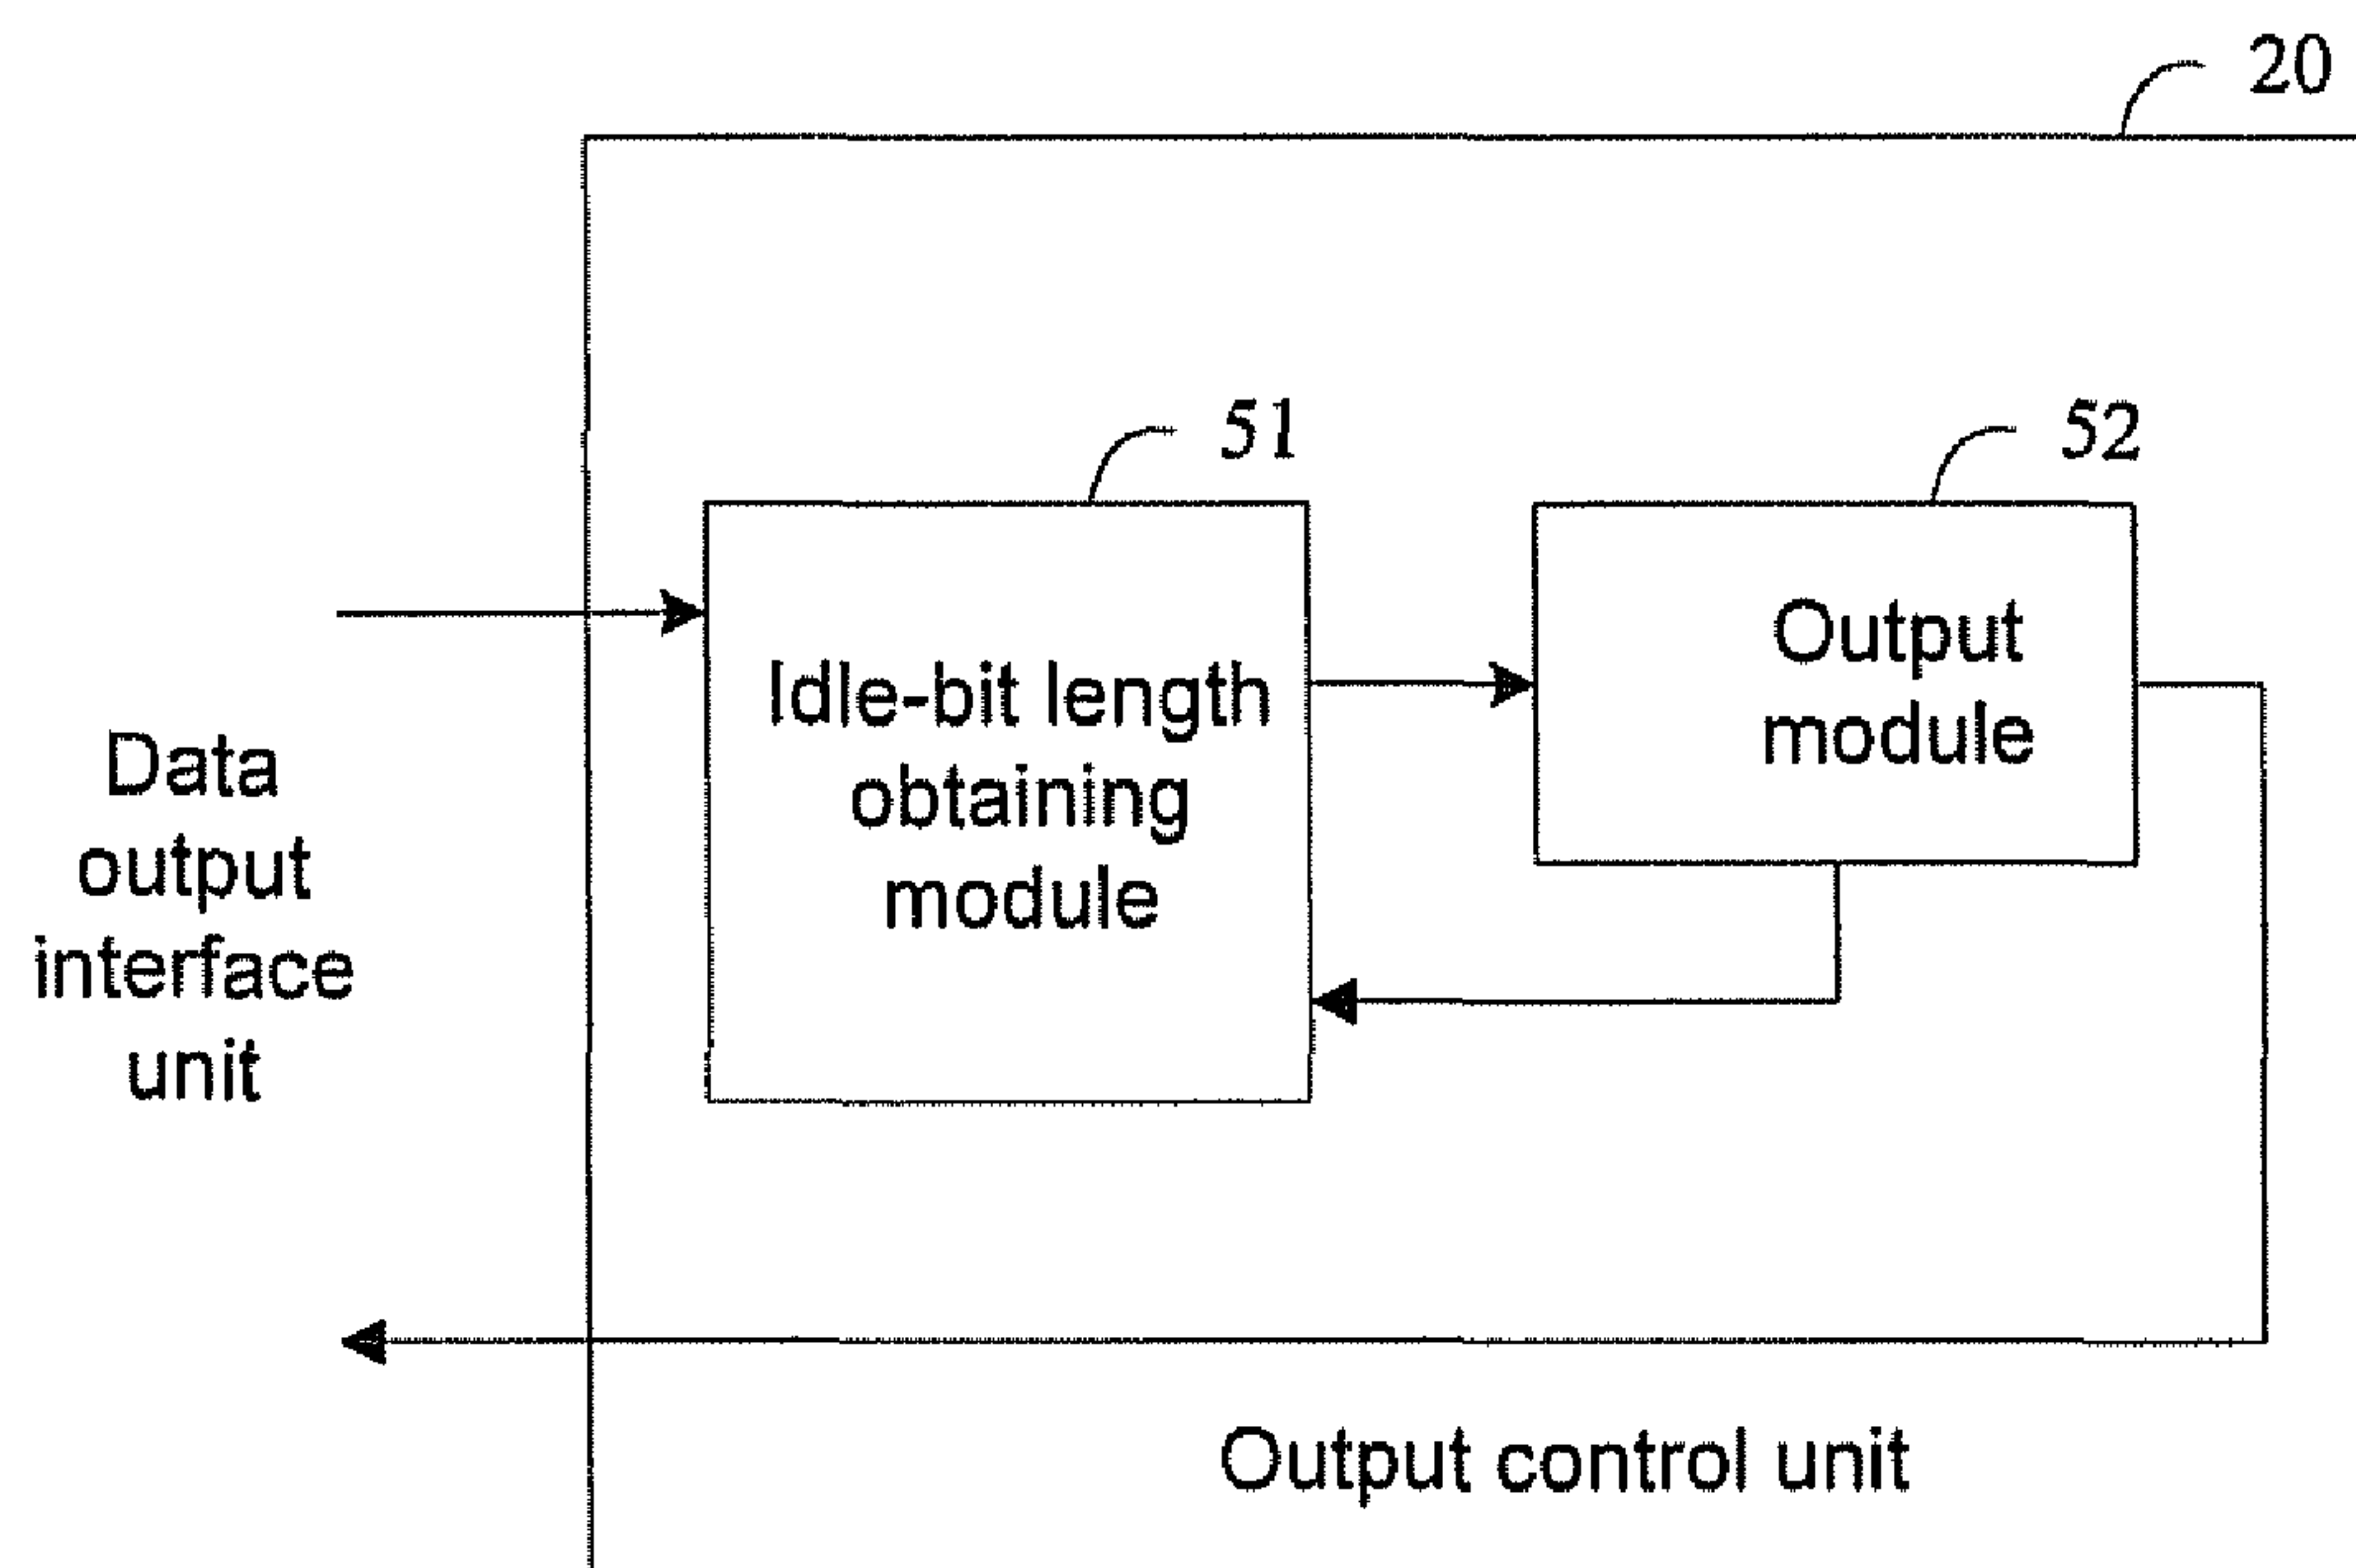 20
51
52
Idle-bit length
obtaining
module
Output
module
Data
output
interface
unit
Output control unit